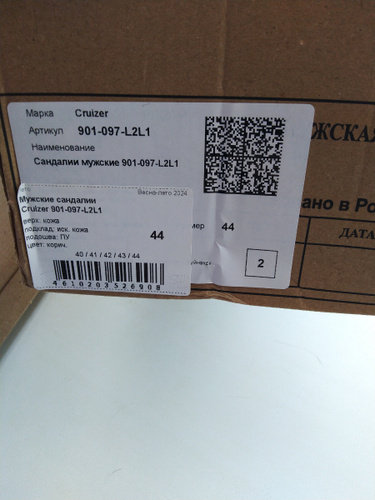 Марка Cruizer
Артикул 901-097-L2L1
Наименование
Сандалии мужские 901-097-L2L1
Весна-лето 2024
Мужские сандалии
Cruizer 901-097-L2L1
верх: кожа
подклад: иск. кожа
подошва: ПУ
цвет: корич.
44
40 / 41 / 42 / 43 / 44
4610203526908
мер 44
2
ЖСКАЯ
ано в Ро
ДАТА